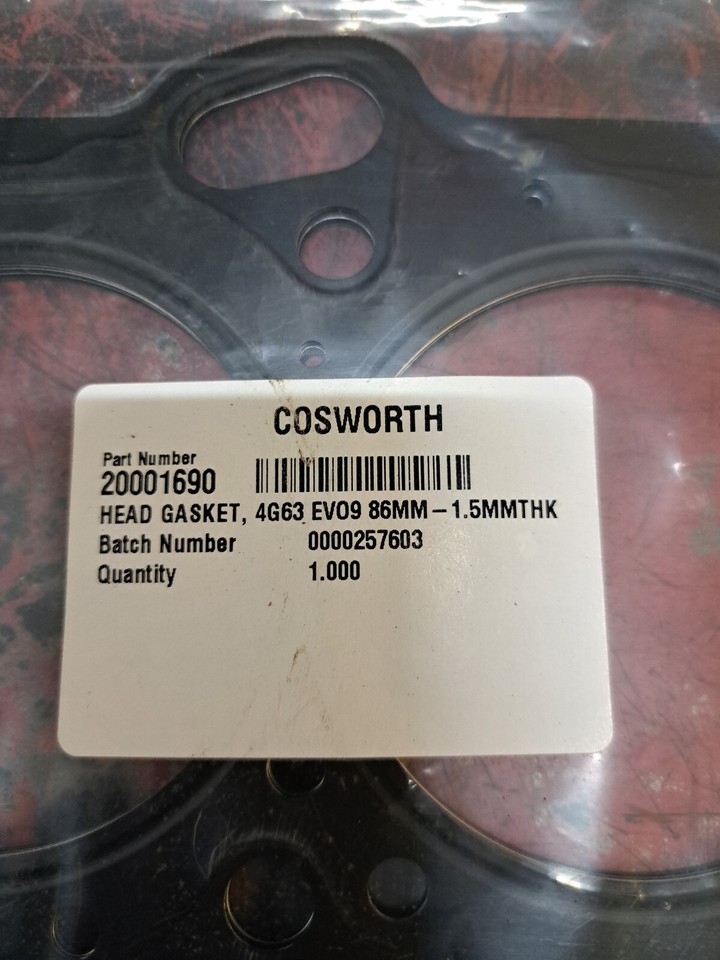 COSWORTH
Part Number
20001690
HEAD GASKET, 4G63 EVO9 86MM-1.5MMTHK
Batch Number 0000257603
Quantity 1.000